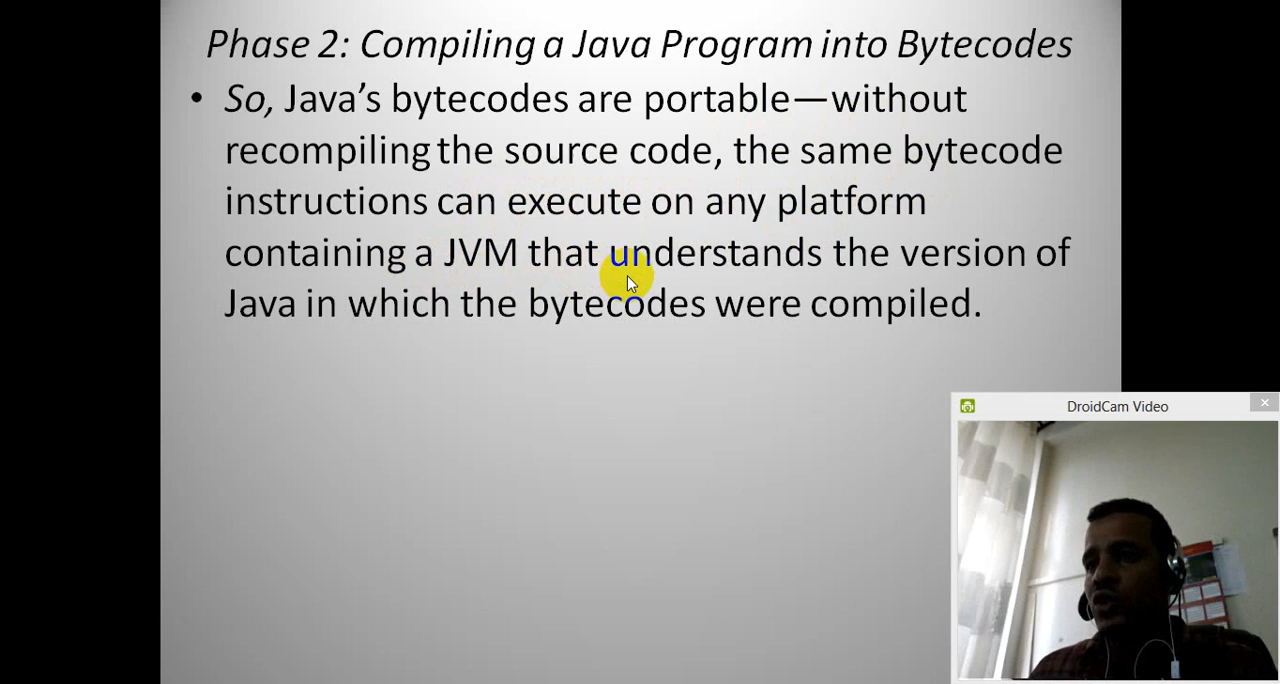 Phase 2: Compiling a Java Program into Bytecodes
• So, Java’s bytecodes are portable—without
recompiling the source code, the same bytecode
instructions can execute on any platform
containing a JVM that understands the version of
Java in which the bytecodes were compiled.
DroidCam Video